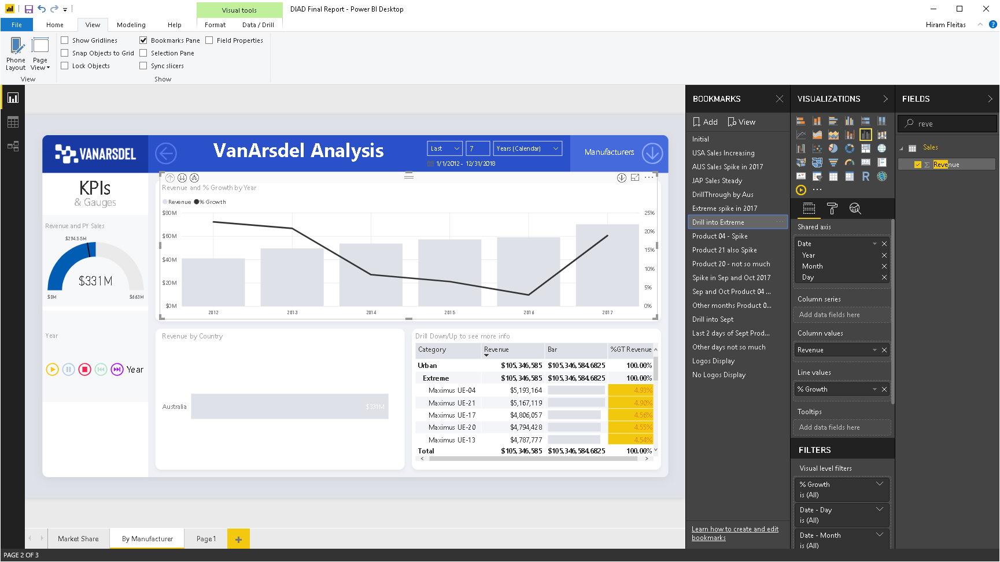 Visual tools
DIAD Final Report - Power BI Desktop
File
Home
View
Modeling
Help
Format
Data / Drill
Hiram Fleitas
Phone Layout
Page View
Show Gridlines
Snap Objects to Grid
Lock Objects
Bookmarks Pane
Selection Pane
Sync slicers
Field Properties
View
Show
VANARSDEL
VanArsdel Analysis
Last
7
Years (Calendar)
1/1/2012 - 12/31/2018
Manufacturers
KPIs
& Gauges
Revenue and PY Sales
$294.55M
$331M
$0M
$663M
Year
Year
Revenue and % Growth by Year
Revenue
% Growth
$80M
$60M
$40M
$20M
$0M
25%
20%
15%
10%
5%
0%
2012
2013
2014
2015
2016
2017
Revenue by Country
Australia
$331M
Drill Down/Up to see more info
Category Revenue Bar %GT Revenue
Urban $105,346,585 $105,346,584.6825 100.00%
Extreme $105,346,585 $105,346,584.6825 100.00%
Maximus UE-04 $5,193,164 4.93%
Maximus UE-21 $5,167,119 4.90%
Maximus UE-17 $4,806,057 4.56%
Maximus UE-20 $4,794,428 4.55%
Maximus UE-13 $4,787,777 4.54%
Total $105,346,585 $105,346,584.6825 100.00%
BOOKMARKS
Add
View
Initial
USA Sales Increasing
AUS Sales Spike in 2017
JAP Sales Steady
DrillThrough by Aus
Extreme spike in 2017
Drill into Extreme
Product 04 - Spike
Product 21 also Spike
Product 20 - not so much
Spike in Sep and Oct 2017
Sep and Oct Product 04 ...
Other months Product 0...
Drill into Sept
Last 2 days of Sept Prod...
Other days not so much
Logos Display
No Logos Display
Learn how to create and edit
bookmarks
VISUALIZATIONS
R
Shared axis
Date
Year
Month
Day
Column series
Add data fields here
Column values
Revenue
Line values
% Growth
Tooltips
Add data fields here
FILTERS
Visual level filters
% Growth
is (All)
Date - Day
is (All)
Date - Month
is (All)
FIELDS
reve
Sales
Revenue
Market Share
By Manufacturer
Page 1
PAGE 2 OF 3